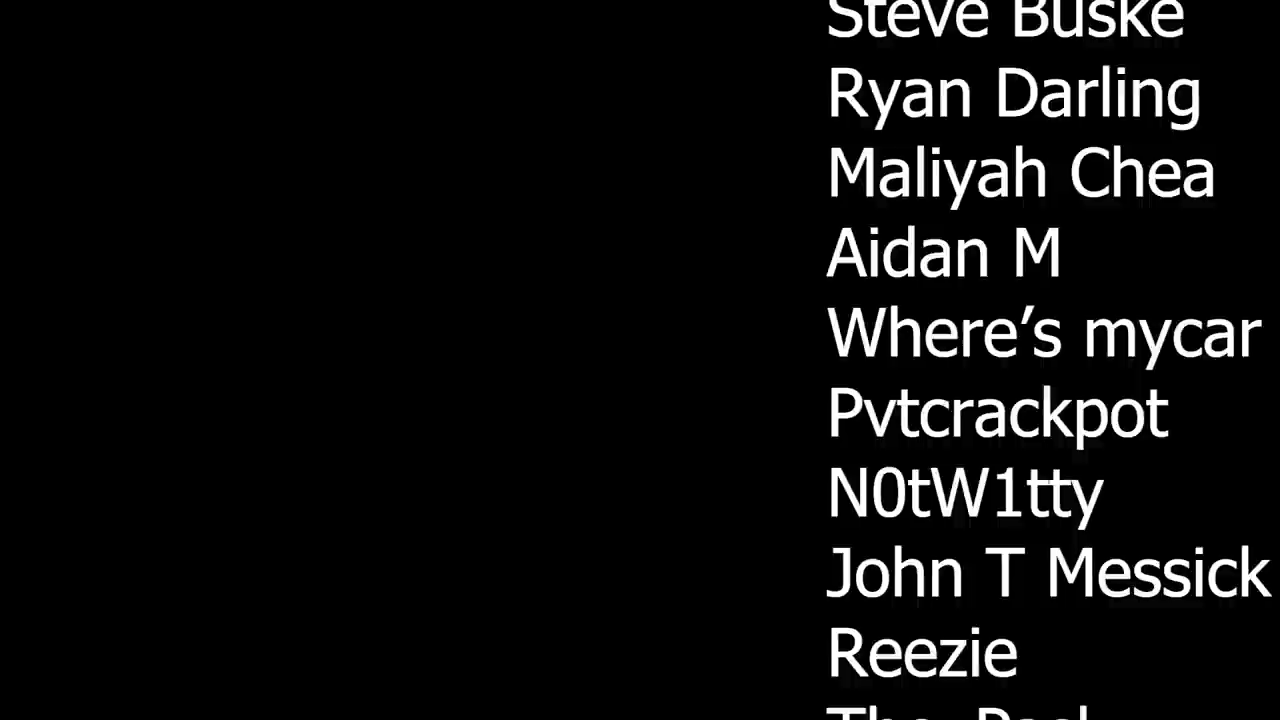 Steve Buske
Ryan Darling
Maliyah Chea
Aidan M
Where’s mycar
Pvtcrackpot
N0tW1tty
John T Messick
Reezie